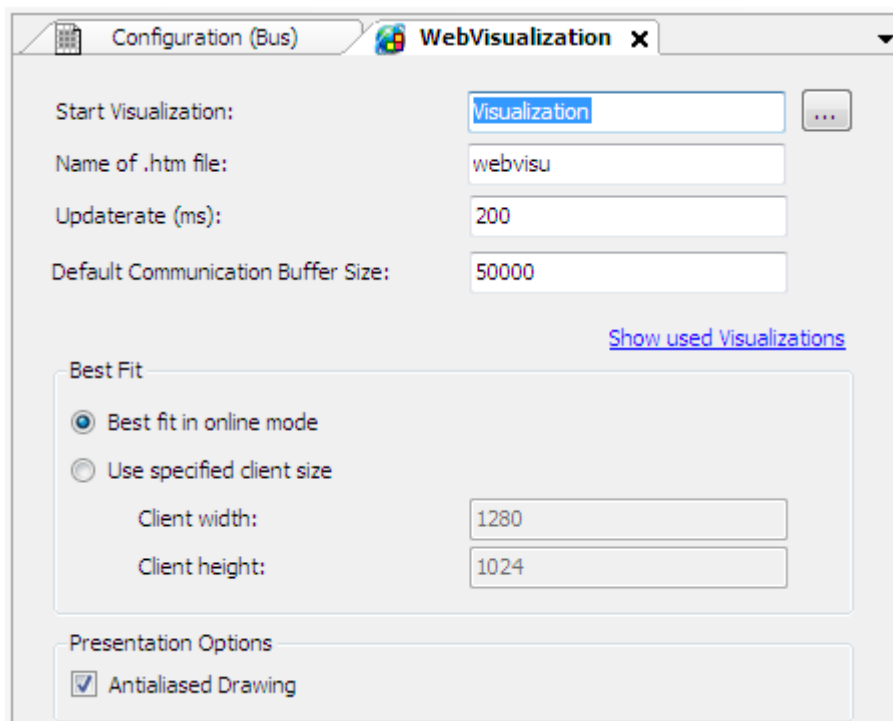 Configuration (Bus) WebVisualization
Start Visualization: Visualization ...
Name of .htm file: webvisu
Updaterate (ms): 200
Default Communication Buffer Size: 50000
Show used Visualizations
Best Fit
Best fit in online mode
Use specified client size
Client width: 1280
Client height: 1024
Presentation Options
Antialiased Drawing